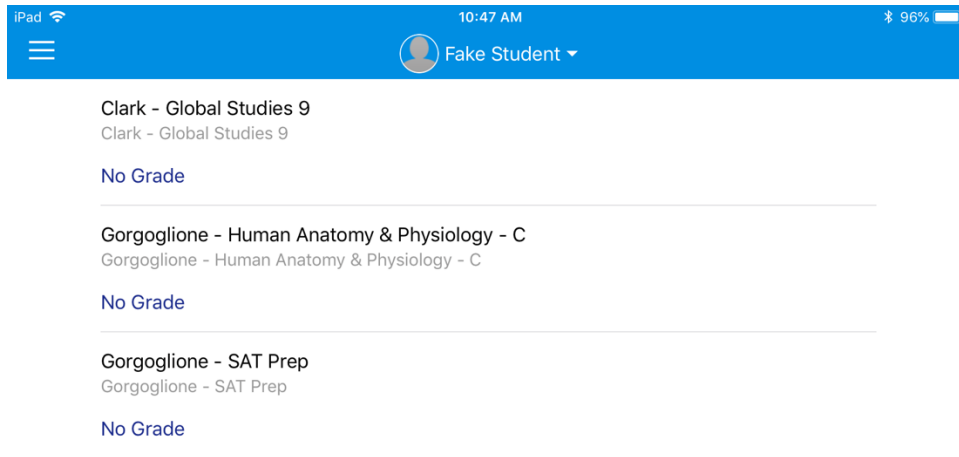 iPad 10:47 AM 96%
Fake Student
Clark - Global Studies 9
Clark - Global Studies 9
No Grade
Gorgoglione - Human Anatomy & Physiology - C
Gorgoglione - Human Anatomy & Physiology - C
No Grade
Gorgoglione - SAT Prep
Gorgoglione - SAT Prep
No Grade